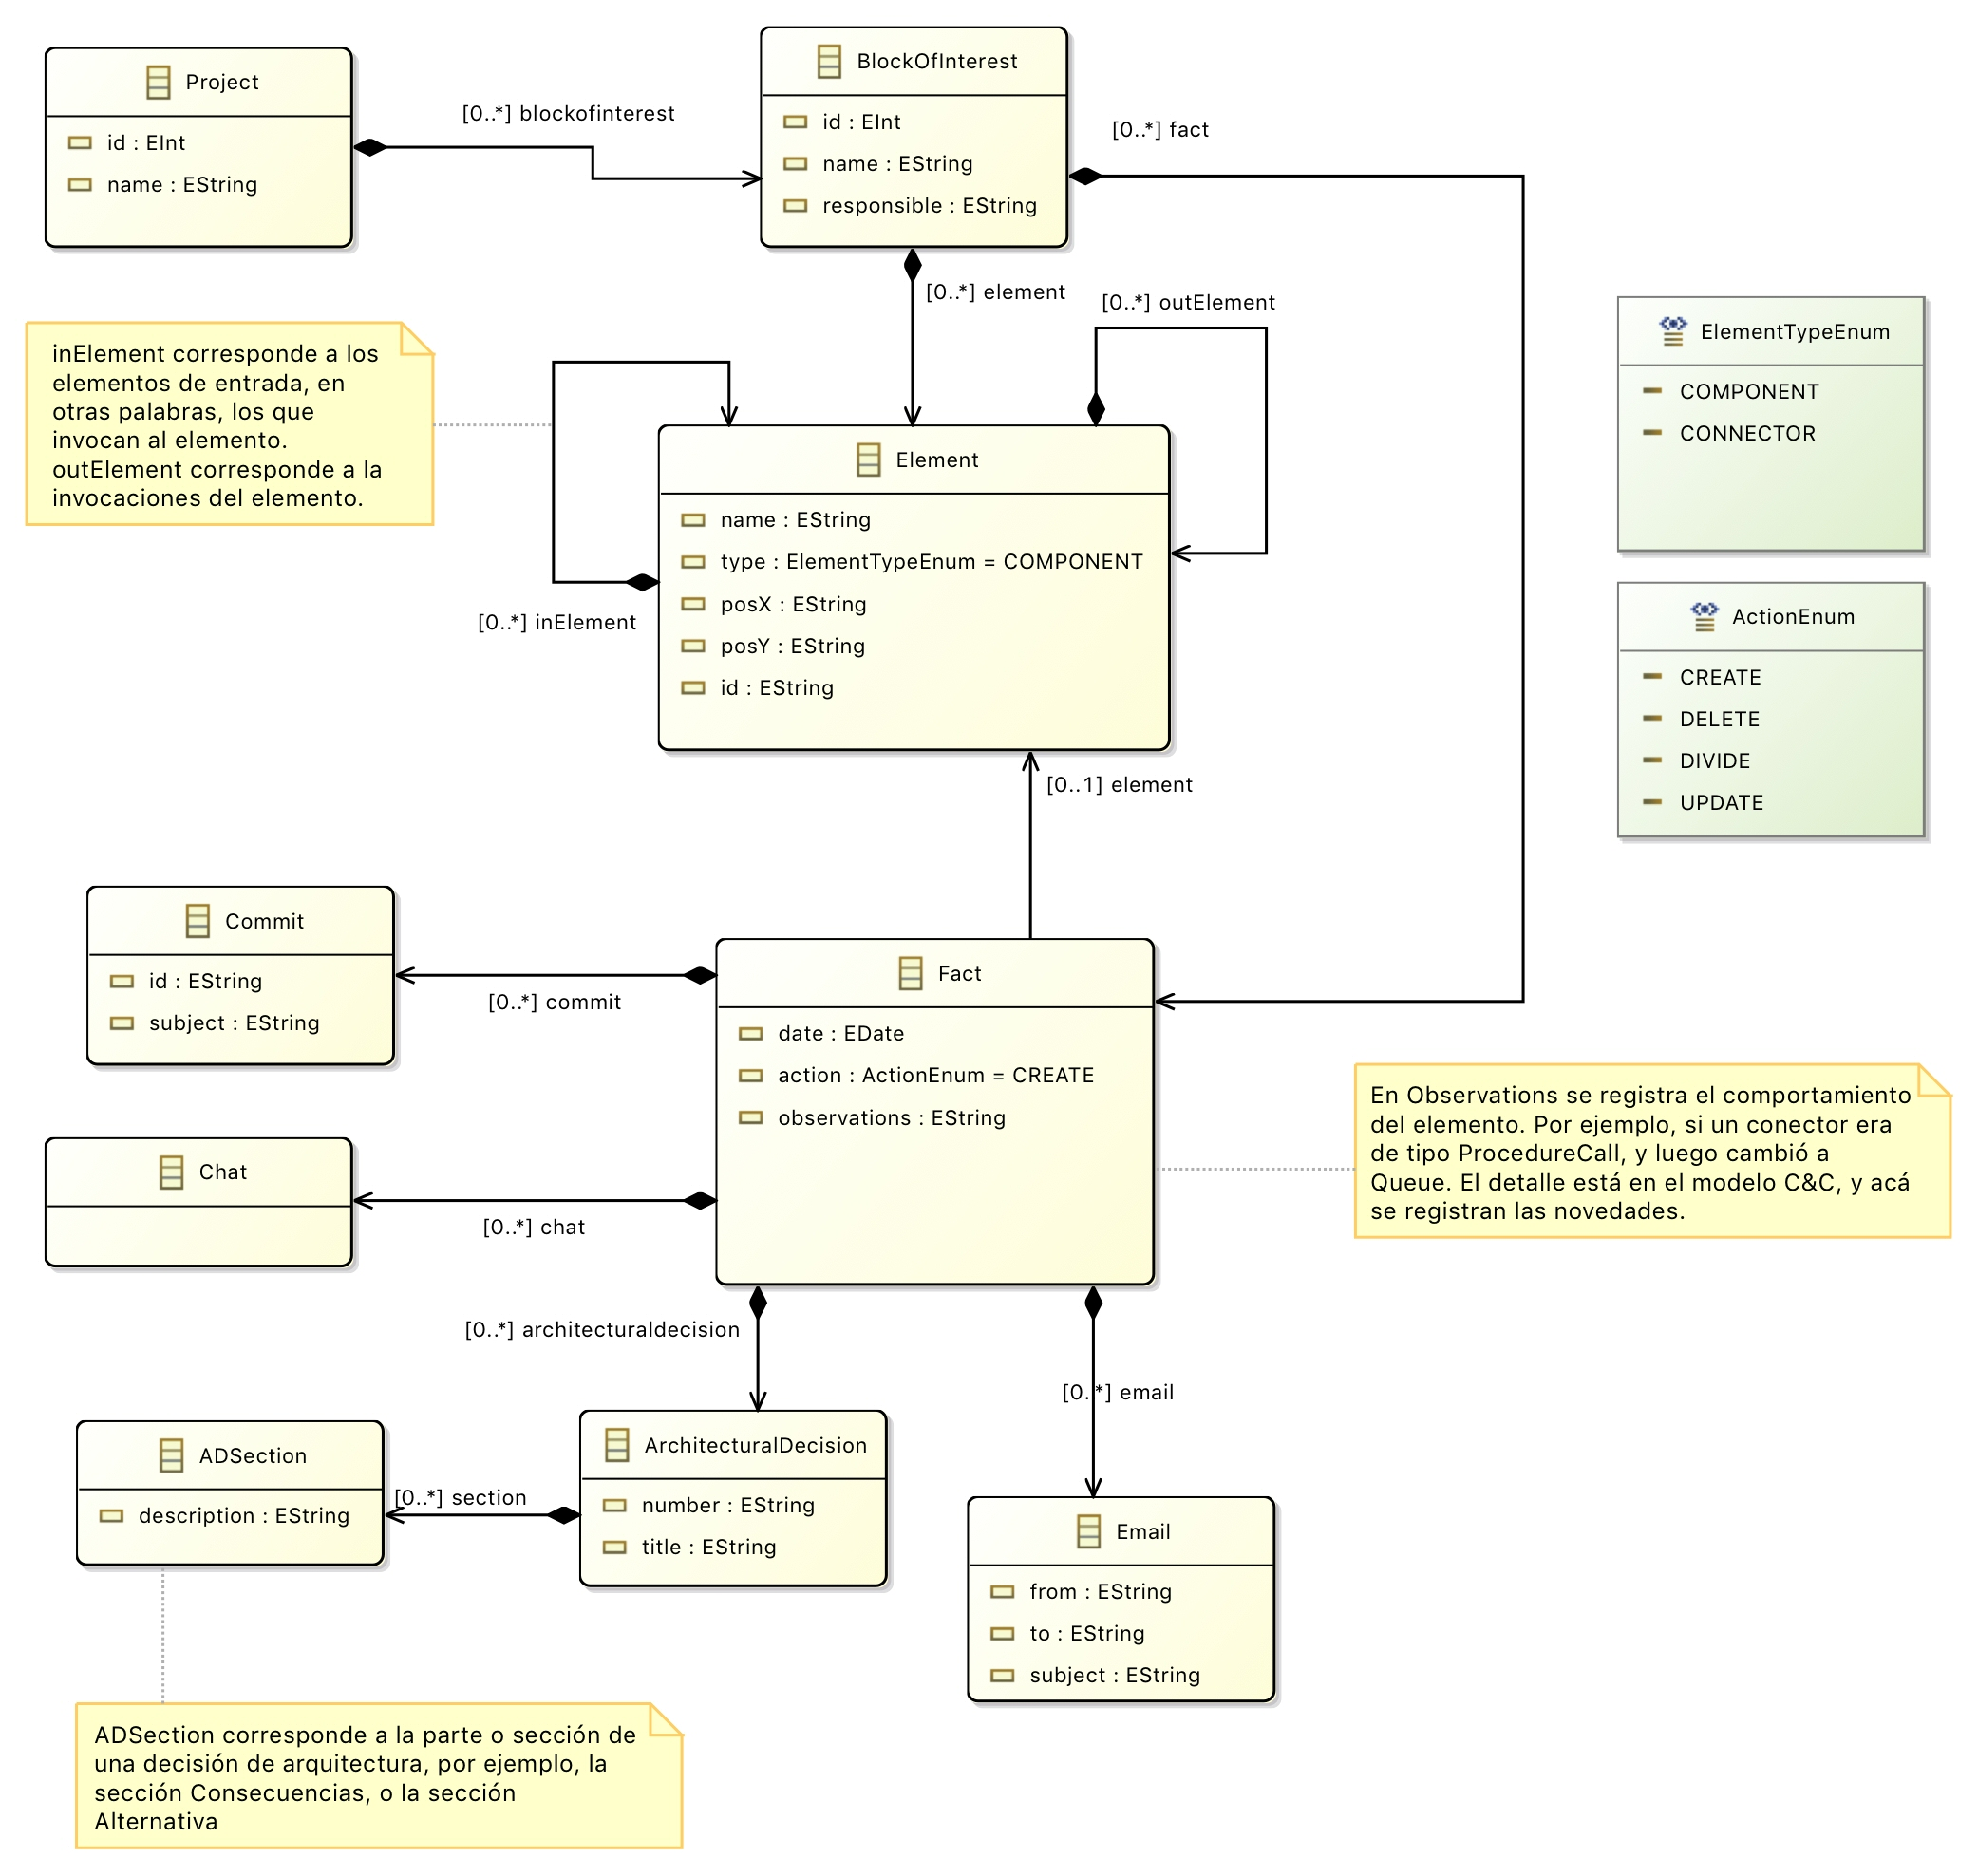 Project
id : EInt
name : EString
[0..*] blockofinterest
BlockOfInterest
id : EInt
name : EString
responsible : EString
[0..*] fact
[0..*] element
[0..*] outElement
inElement corresponde a los
elementos de entrada, en
otras palabras, los que
invocan al elemento.
outElement corresponde a la
invocaciones del elemento.
[0..*] inElement
Element
name : EString
type : ElementTypeEnum = COMPONENT
posX : EString
posY : EString
id : EString
ElementTypeEnum
COMPONENT
CONNECTOR
ActionEnum
CREATE
DELETE
DIVIDE
UPDATE
[0..1] element
Commit
id : EString
subject : EString
[0..*] commit
Fact
date : EDate
action : ActionEnum = CREATE
observations : EString
En Observations se registra el comportamiento
del elemento. Por ejemplo, si un conector era
de tipo ProcedureCall, y luego cambió a
Queue. El detalle está en el modelo C&C, y acá
se registran las novedades.
Chat
[0..*] chat
[0..*] architecturaldecision
[0..*] email
ADSection
description : EString
[0..*] section
ArchitecturalDecision
number : EString
title : EString
Email
from : EString
to : EString
subject : EString
ADSection corresponde a la parte o sección de
una decisión de arquitectura, por ejemplo, la
sección Consecuencias, o la sección
Alternativa